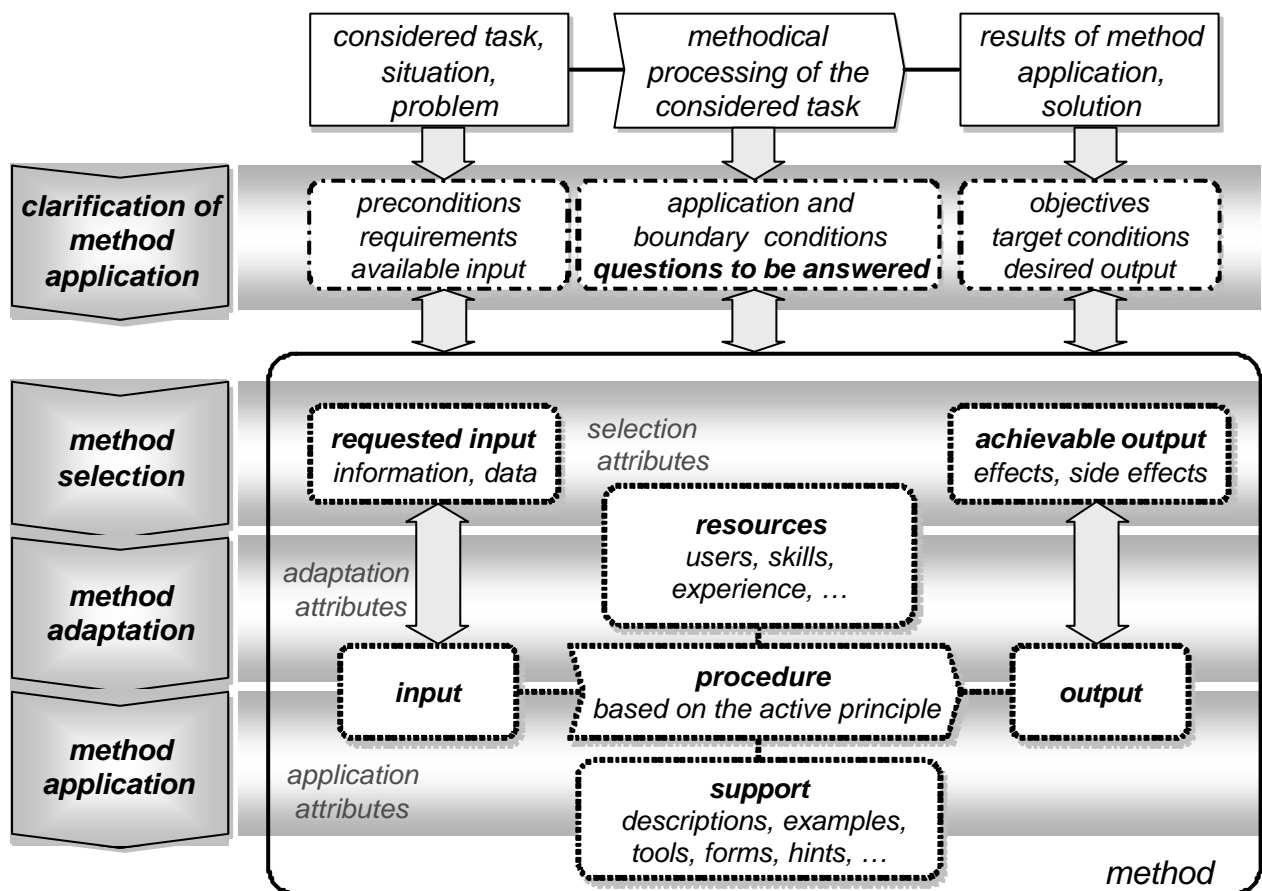 considered task,
situation,
problem
methodical
processing of the
considered task
results of method
application,
solution
clarification of
method
application
preconditions
requirements
available input
application and
boundary conditions
questions to be answered
objectives
target conditions
desired output
method
selection
requested input
information, data
selection
attributes
achievable output
effects, side effects
resources
users, skills,
experience, …
method
adaptation
adaptation
attributes
input
procedure
based on the active principle
output
method
application
application
attributes
support
descriptions, examples,
tools, forms, hints, …
method